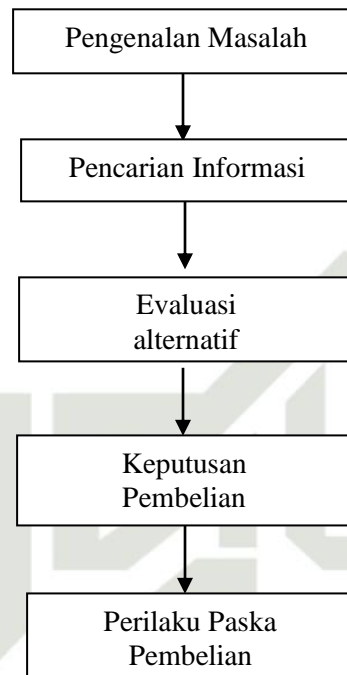 Pengenalan Masalah
Pencarian Informasi
Evaluasi
alternatif
Keputusan
Pembelian
Perilaku Paska
Pembelian